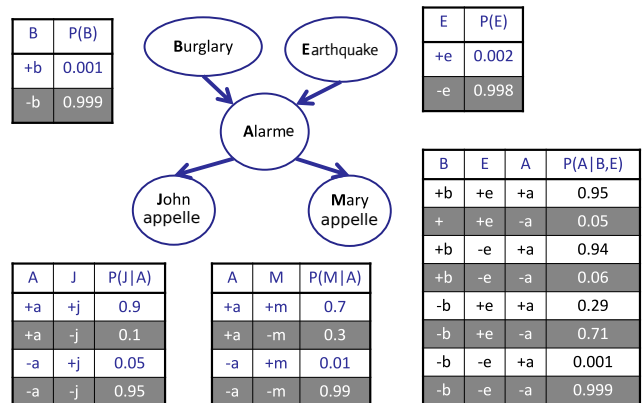 B P(B)
+b 0.001
-b 0.999
Burglary
Earthquake
E P(E)
+e 0.002
-e 0.998
Alarme
John
appelle
Mary
appelle
B E A P(A|B,E)
+b +e +a 0.95
+ +e -a 0.05
+b -e +a 0.94
+b -e -a 0.06
-b +e +a 0.29
-b +e -a 0.71
-b -e +a 0.001
-b -e -a 0.999
A J P(J|A)
+a +j 0.9
+a -j 0.1
-a +j 0.05
-a -j 0.95
A M P(M|A)
+a +m 0.7
+a -m 0.3
-a +m 0.01
-a -m 0.99